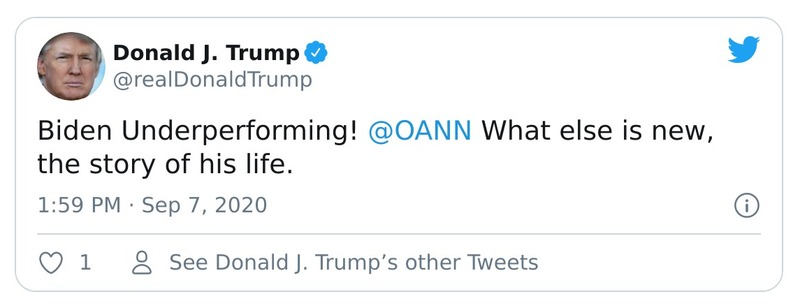 Donald J. Trump
@realDonaldTrump
Biden Underperforming! @OANN What else is new,
the story of his life.
1:59 PM · Sep 7, 2020
1 See Donald J. Trump’s other Tweets